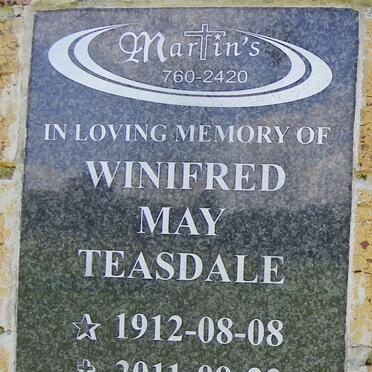 Martin's
760-2420
IN LOVING MEMORY OF
WINIFRED
MAY
TEASDALE
1912-08-08